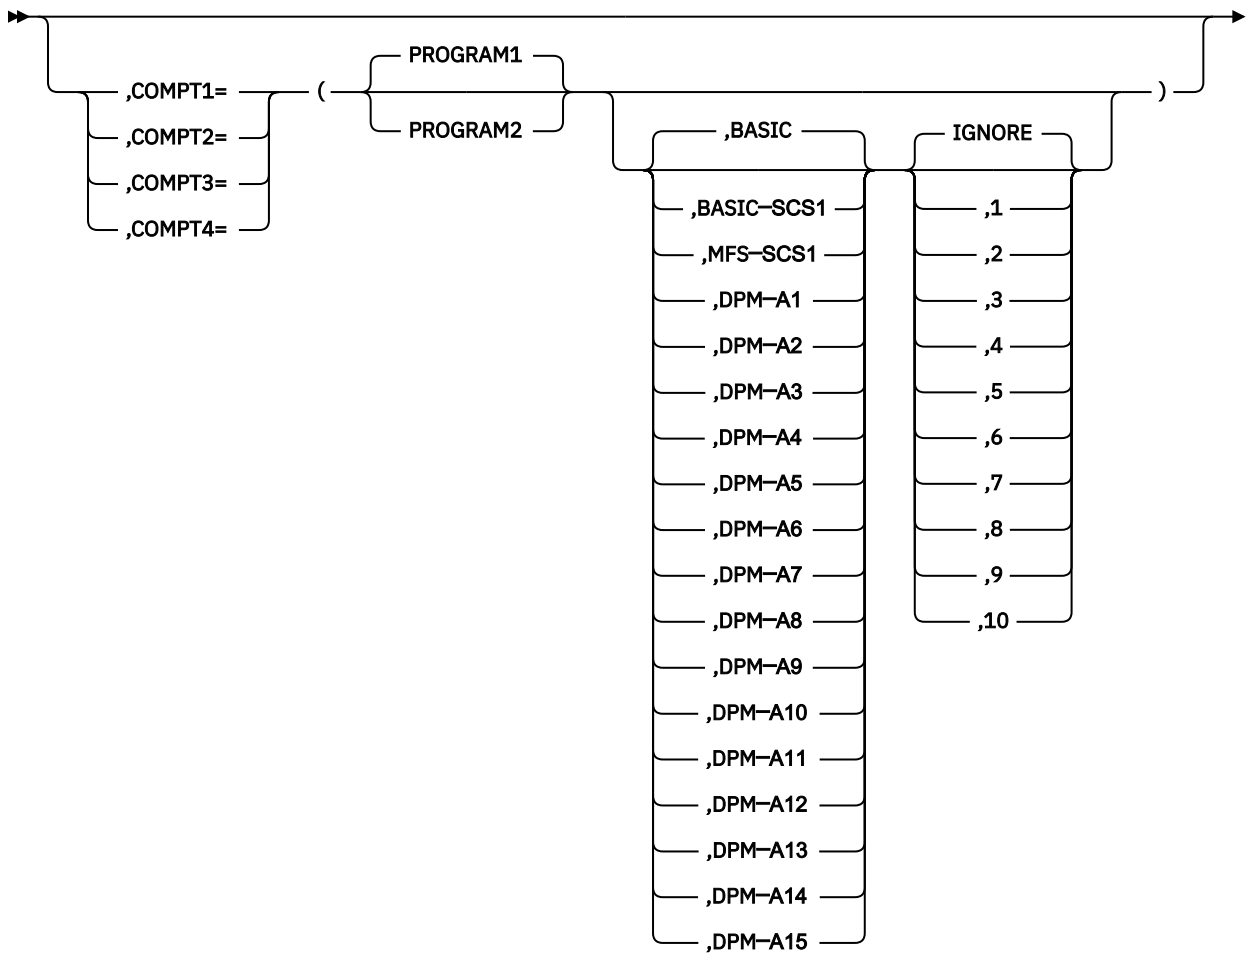 PROGRAM1
,COMPT1= ( )
PROGRAM2
,COMPT2=
,COMPT3=
,COMPT4=
,BASIC
IGNORE
,BASIC–SCS1
,1
,MFS–SCS1
,2
,DPM–A1
,3
,DPM–A2
,4
,DPM–A3
,5
,DPM–A4
,6
,DPM–A5
,7
,DPM–A6
,8
,DPM–A7
,9
,DPM–A8
,10
,DPM–A9
,DPM–A10
,DPM–A11
,DPM–A12
,DPM–A13
,DPM–A14
,DPM–A15